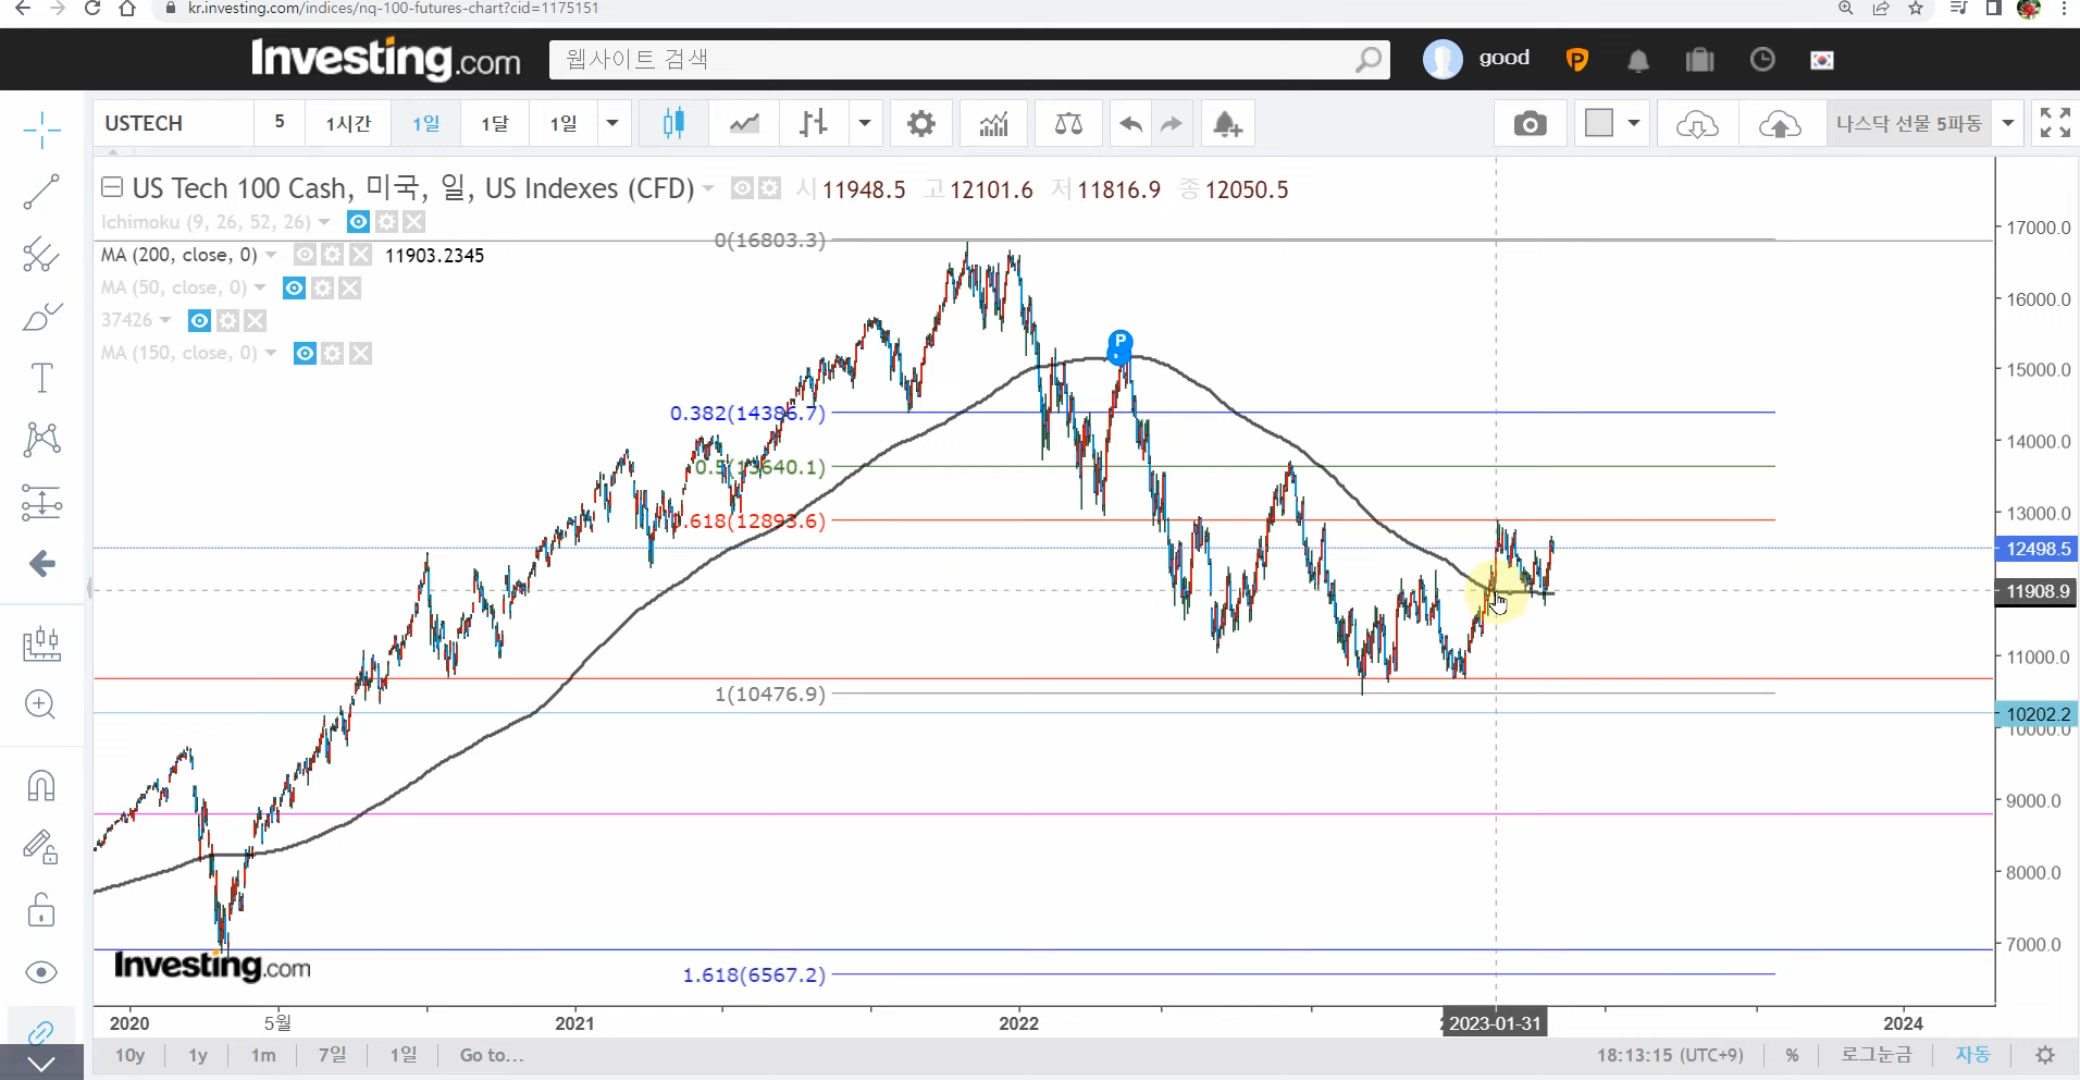 kr.investing.com/indices/nq-100-futures-chart?cid=1175151
Investing.com 웹사이트 검색 good P
USTECH 5 1시간 1일 1달 1일 나스닥 선물 5파동
US Tech 100 Cash, 미국, 일, US Indexes (CFD) 시 11948.5 고 12101.6 저 11816.9 종 12050.5
Ichimoku (9, 26, 52, 26)
MA (200, close, 0) 11903.2345
MA (50, close, 0)
37426
MA (150, close, 0)
0(16803.3)
P
0.382(14386.7)
0.5(13640.1)
0.618(12893.6)
1(10476.9)
1.618(6567.2)
17000.0
16000.0
15000.0
14000.0
13000.0
12498.5
11908.9
11000.0
10202.2
10000.0
9000.0
8000.0
7000.0
Investing.com
2020 5월 2021 2022 2023-01-31 2024
10y 1y 1m 7일 1일 Go to... 18:13:15 (UTC+9) % 로그눈금 자동